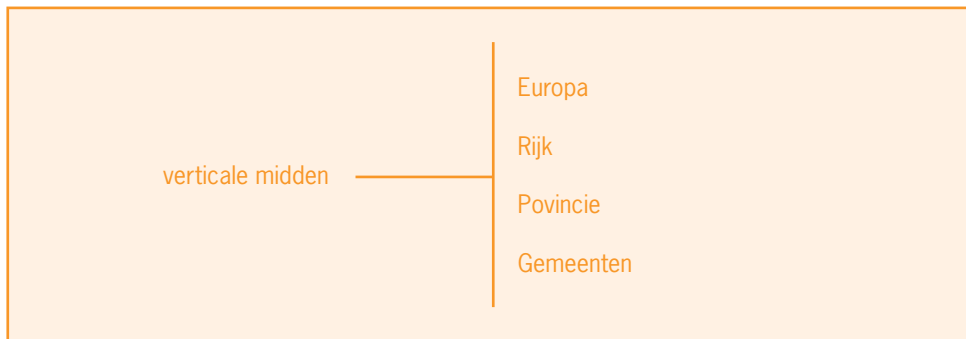 Europa
Rijk
verticale midden
Povincie
Gemeenten